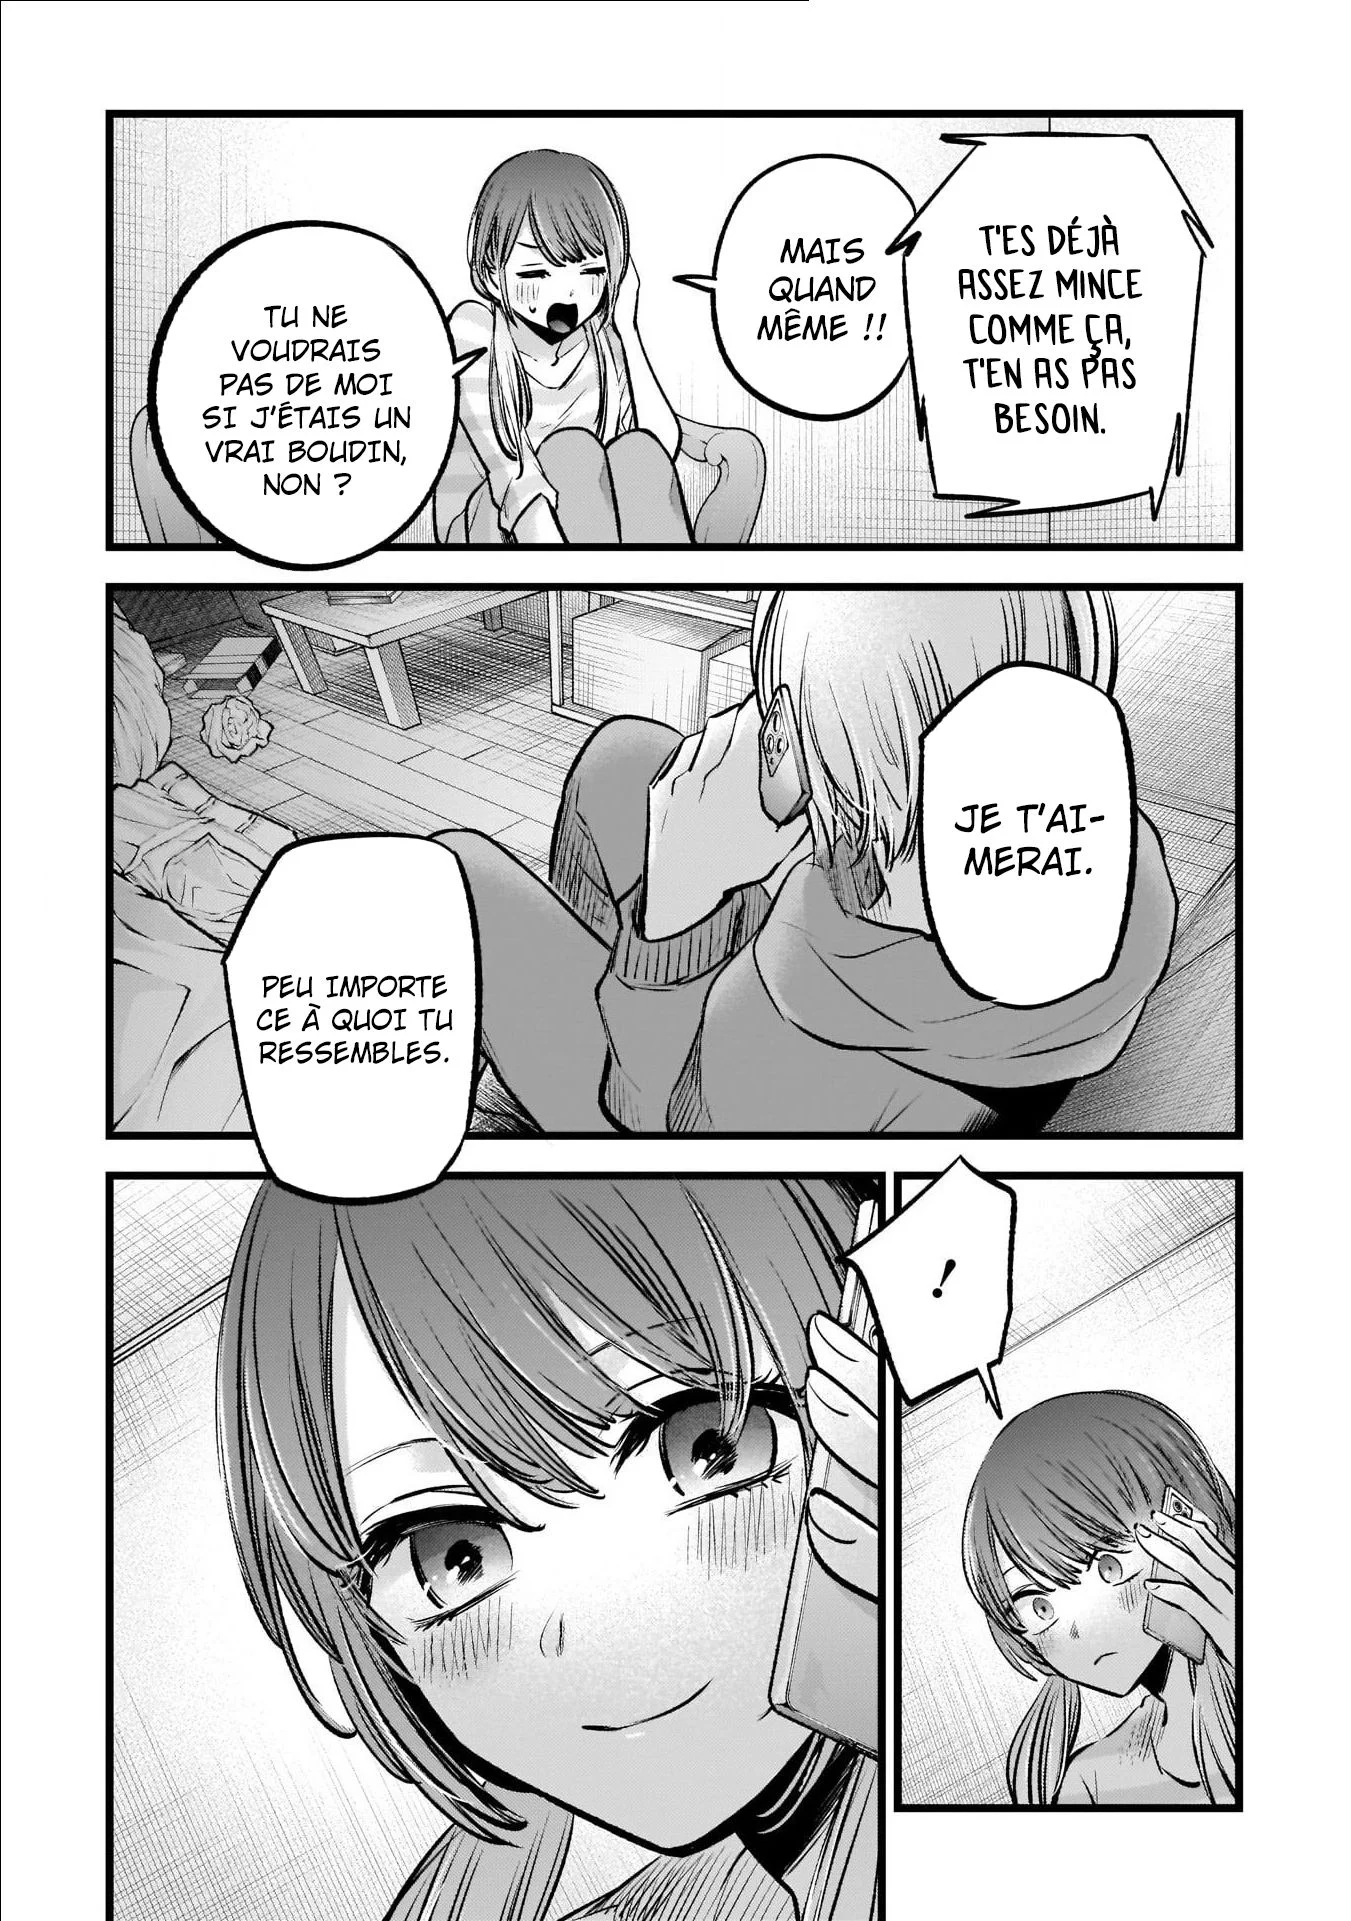 T'ES DÉJÀ
ASSEZ MINCE
COMME ÇA,
T'EN AS PAS
BESOIN.
MAIS
QUAND
MÊME !!
TU NE
VOUDRAIS
PAS DE MOI
SI J'ÉTAIS UN
VRAI BOUDIN,
NON ?
JE T'AI-
MERAI.
PEU IMPORTE
CE À QUOI TU
RESSEMBLES.
!